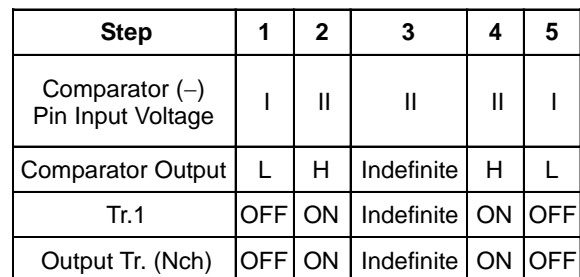 Step 1 2 3 4 5
Comparator (–)
Pin Input Voltage I II II II I
Comparator Output L H Indefinite H L
Tr.1 OFF ON Indefinite ON OFF
Output Tr. (Nch) OFF ON Indefinite ON OFF